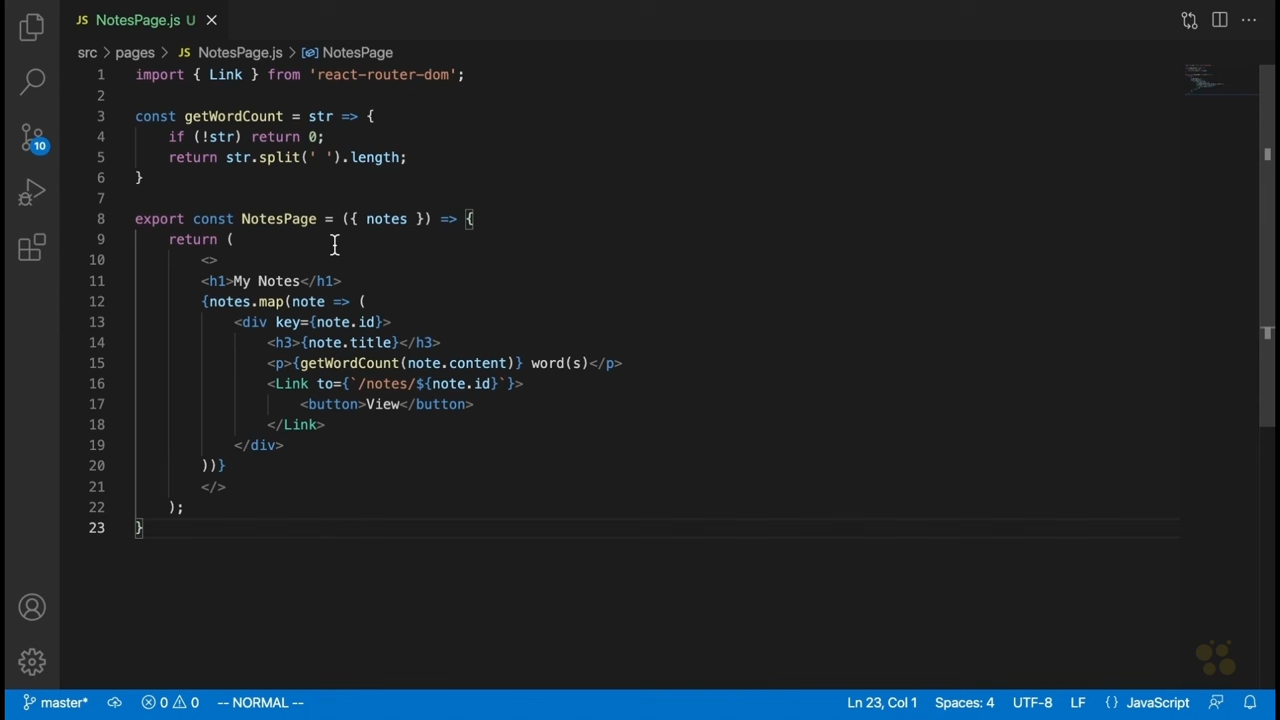 JS NotesPage.js U
src > pages > JS NotesPage.js > NotesPage
1 import { Link } from 'react-router-dom';
2
3 const getWordCount = str => {
4 if (!str) return 0;
5 return str.split(' ').length;
6 }
7
8 export const NotesPage = ({ notes }) => {
9 return (
10 <>
11 <h1>My Notes</h1>
12 {notes.map(note => (
13 <div key={note.id}>
14 <h3>{note.title}</h3>
15 <p>{getWordCount(note.content)} word(s)</p>
16 <Link to={`/notes/${note.id}`}>
17 <button>View</button>
18 </Link>
19 </div>
20 ))}
21 </>
22 );
23 }
10
master* 0 0 -- NORMAL -- Ln 23, Col 1 Spaces: 4 UTF-8 LF {} JavaScript